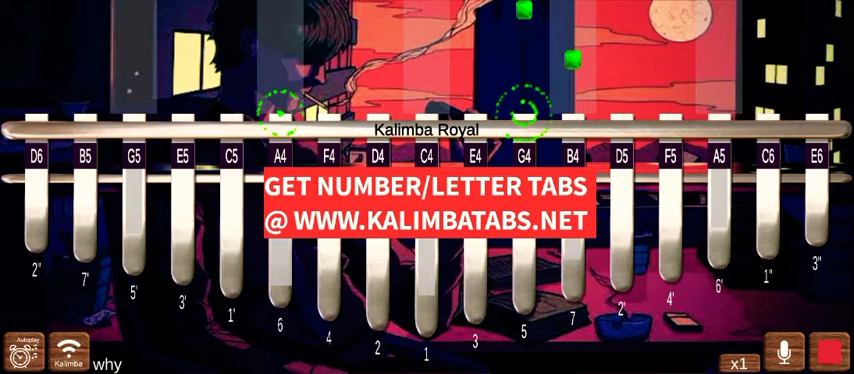 Kalimba Royal
D6 B5 G5 E5 C5 A4 F4 D4 C4 E4 G4 B4 D5 F5 A5 C6 E6
GET NUMBER/LETTER TABS
@ WWW.KALIMBATABS.NET
2" 7' 5' 3' 1' 6 4 2 1 3 5 7 2' 4' 6' 1" 3"
Autoplay
Kalimba
why
x1